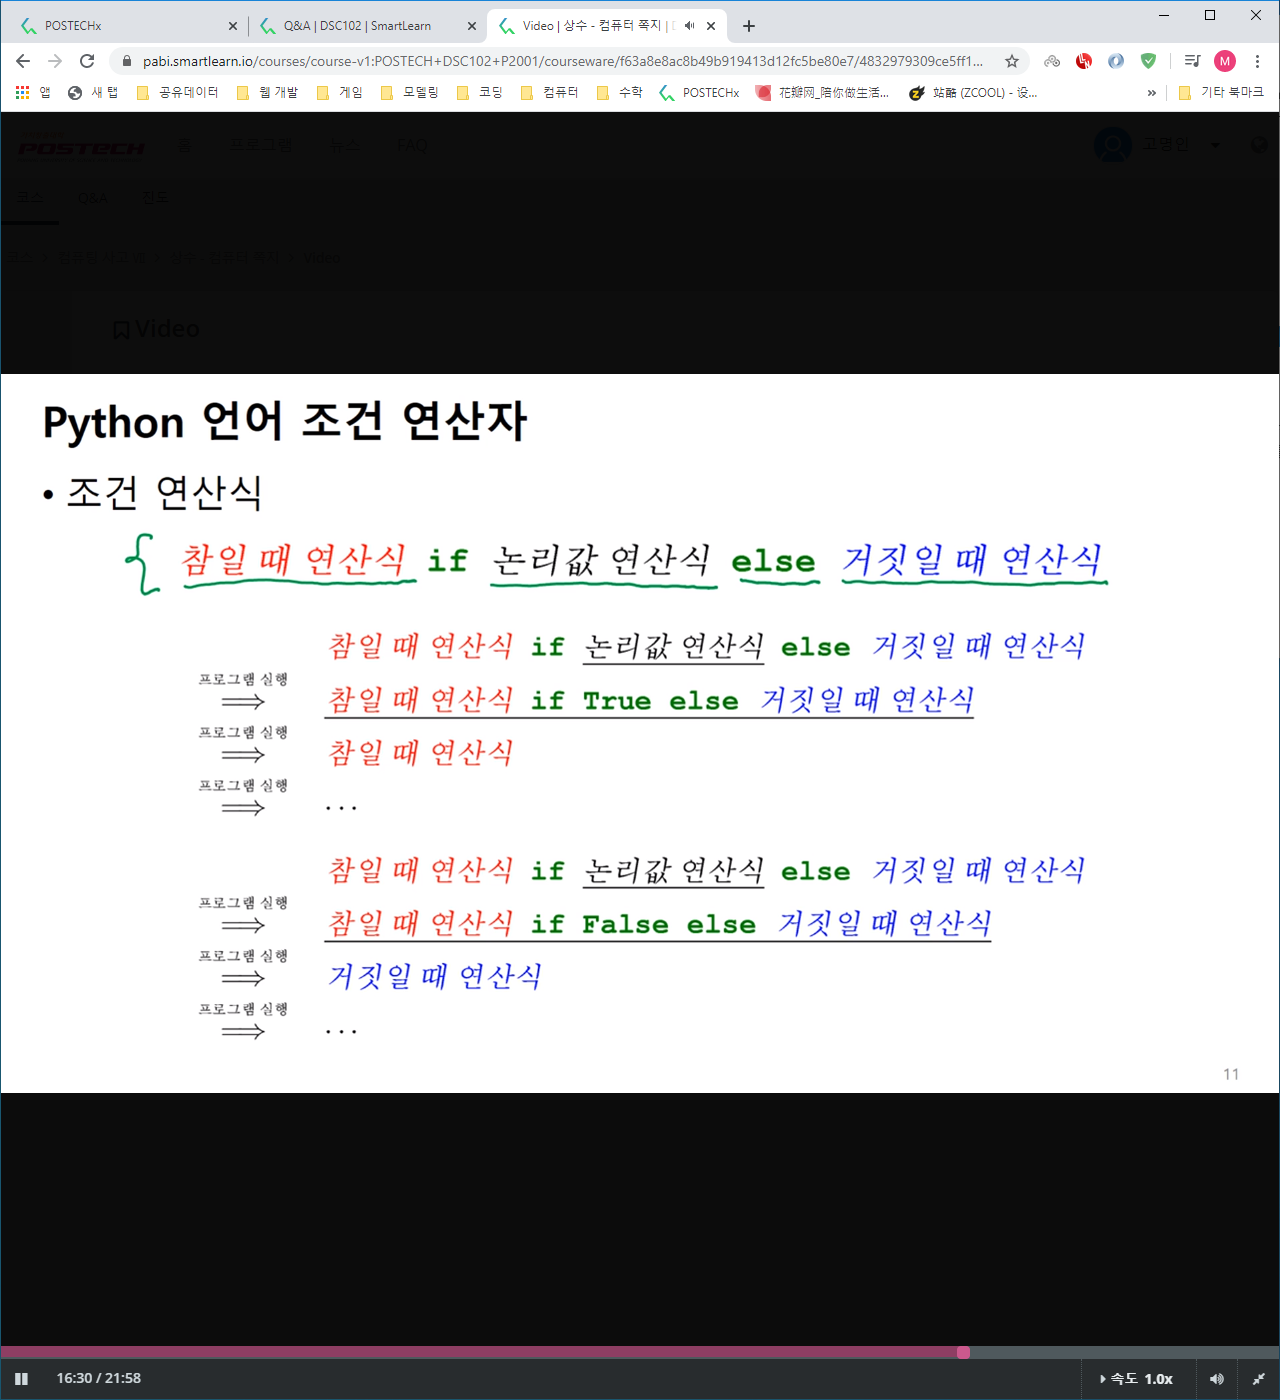 POSTECHx
Q&A | DSC102 | SmartLearn
Video | 상수 - 컴퓨터 쪽지 |
pabi.smartlearn.io/courses/course-v1:POSTECH+DSC102+P2001/courseware/f63a8e8ac8b49b919413d12fc5be80e7/4832979309ce5ff1...
M
앱 새 탭 공유데이터 웹 개발 게임 모델링 코딩 컴퓨터 수학 POSTECHx 花瓣网_陪你做生活... 站酷 (ZCOOL) - 设... » 기타 북마크
POSTECH 홈 프로그램 뉴스 FAQ 고영인
코스 Q&A 진도
Video
Video
Python 언어 조건 연산자
• 조건 연산식
참일 때 연산식 if 논리값 연산식 else 거짓일 때 연산식
참일 때 연산식 if 논리값 연산식 else 거짓일 때 연산식
프로그램 실행
⟹ 참일 때 연산식 if True else 거짓일 때 연산식
프로그램 실행
⟹ 참일 때 연산식
프로그램 실행
⟹ ...
참일 때 연산식 if 논리값 연산식 else 거짓일 때 연산식
프로그램 실행
⟹ 참일 때 연산식 if False else 거짓일 때 연산식
프로그램 실행
⟹ 거짓일 때 연산식
프로그램 실행
⟹ ...
11
16:30 / 21:58
속도 1.0x